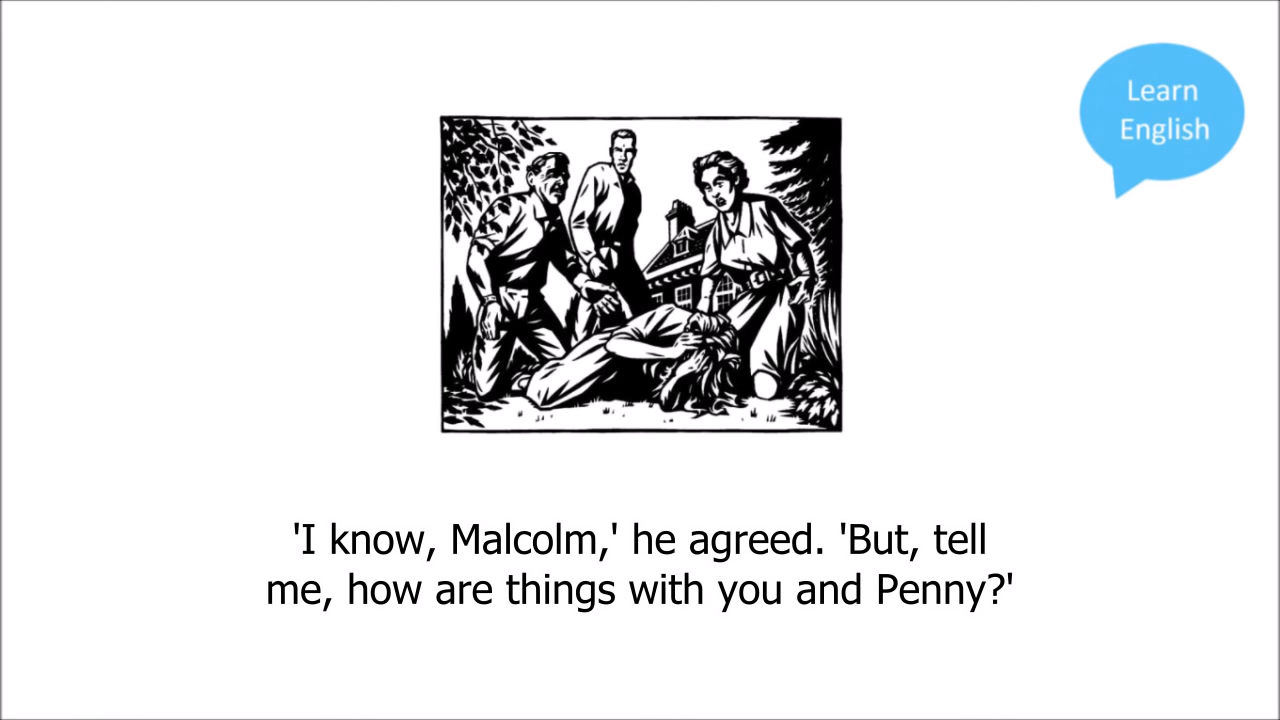 Learn
English
'I know, Malcolm,' he agreed. 'But, tell
me, how are things with you and Penny?'